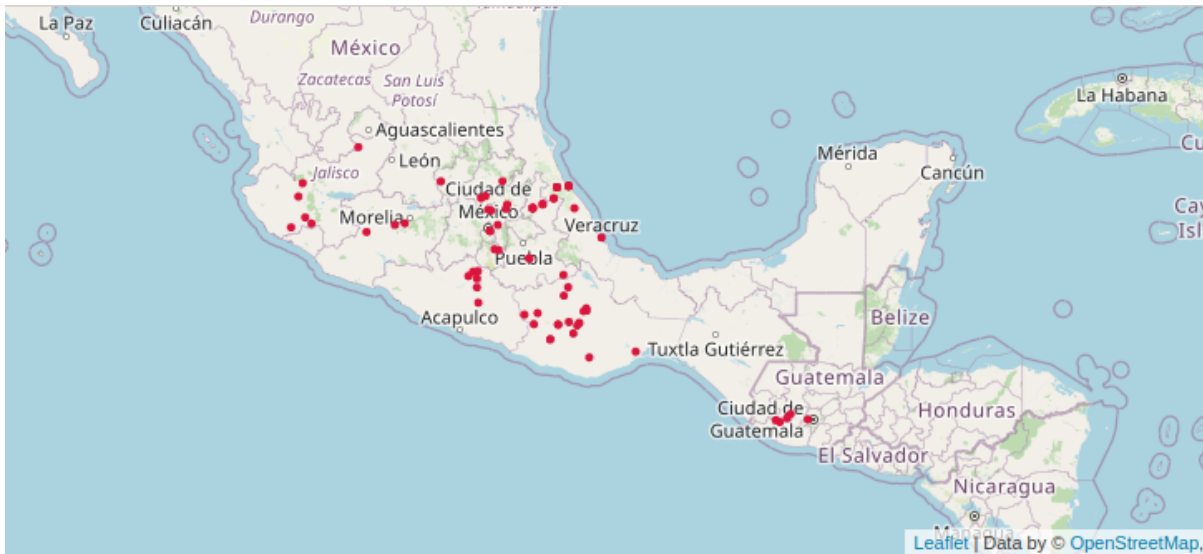 Tamaulipas
La Paz
Culiacán
Durango
México
Zacatecas
San Luis
Potosí
La Habana
Aguascalientes
León
Mérida
Cancún
Jalisco
Ciudad de
México
Morelia
Veracruz
Puebla
Acapulco
Belize
Tuxtla Gutiérrez
Guatemala
Ciudad de
Guatemala
Honduras
El Salvador
Nicaragua
Managua
Leaflet | Data by © OpenStreetMap.